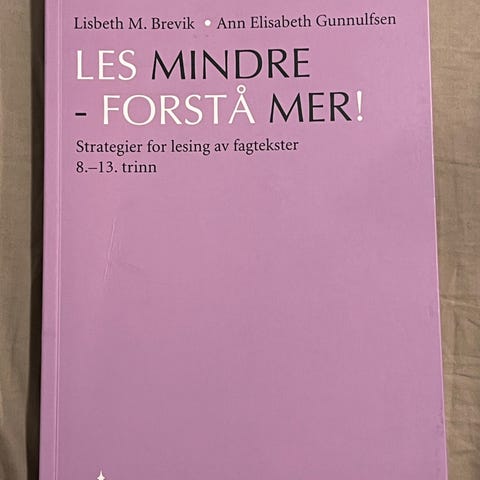 Lisbeth M. Brevik • Ann Elisabeth Gunnulfsen
LES MINDRE
- FORSTÅ MER!
Strategier for lesing av fagtekster
8.–13. trinn